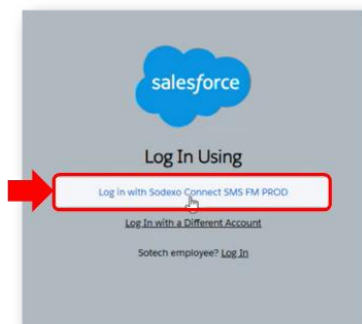 salesforce
Log In Using
Log in with Sodexo Connect SMS FM PROD
Log In with a Different Account
Sotech employee? Log In